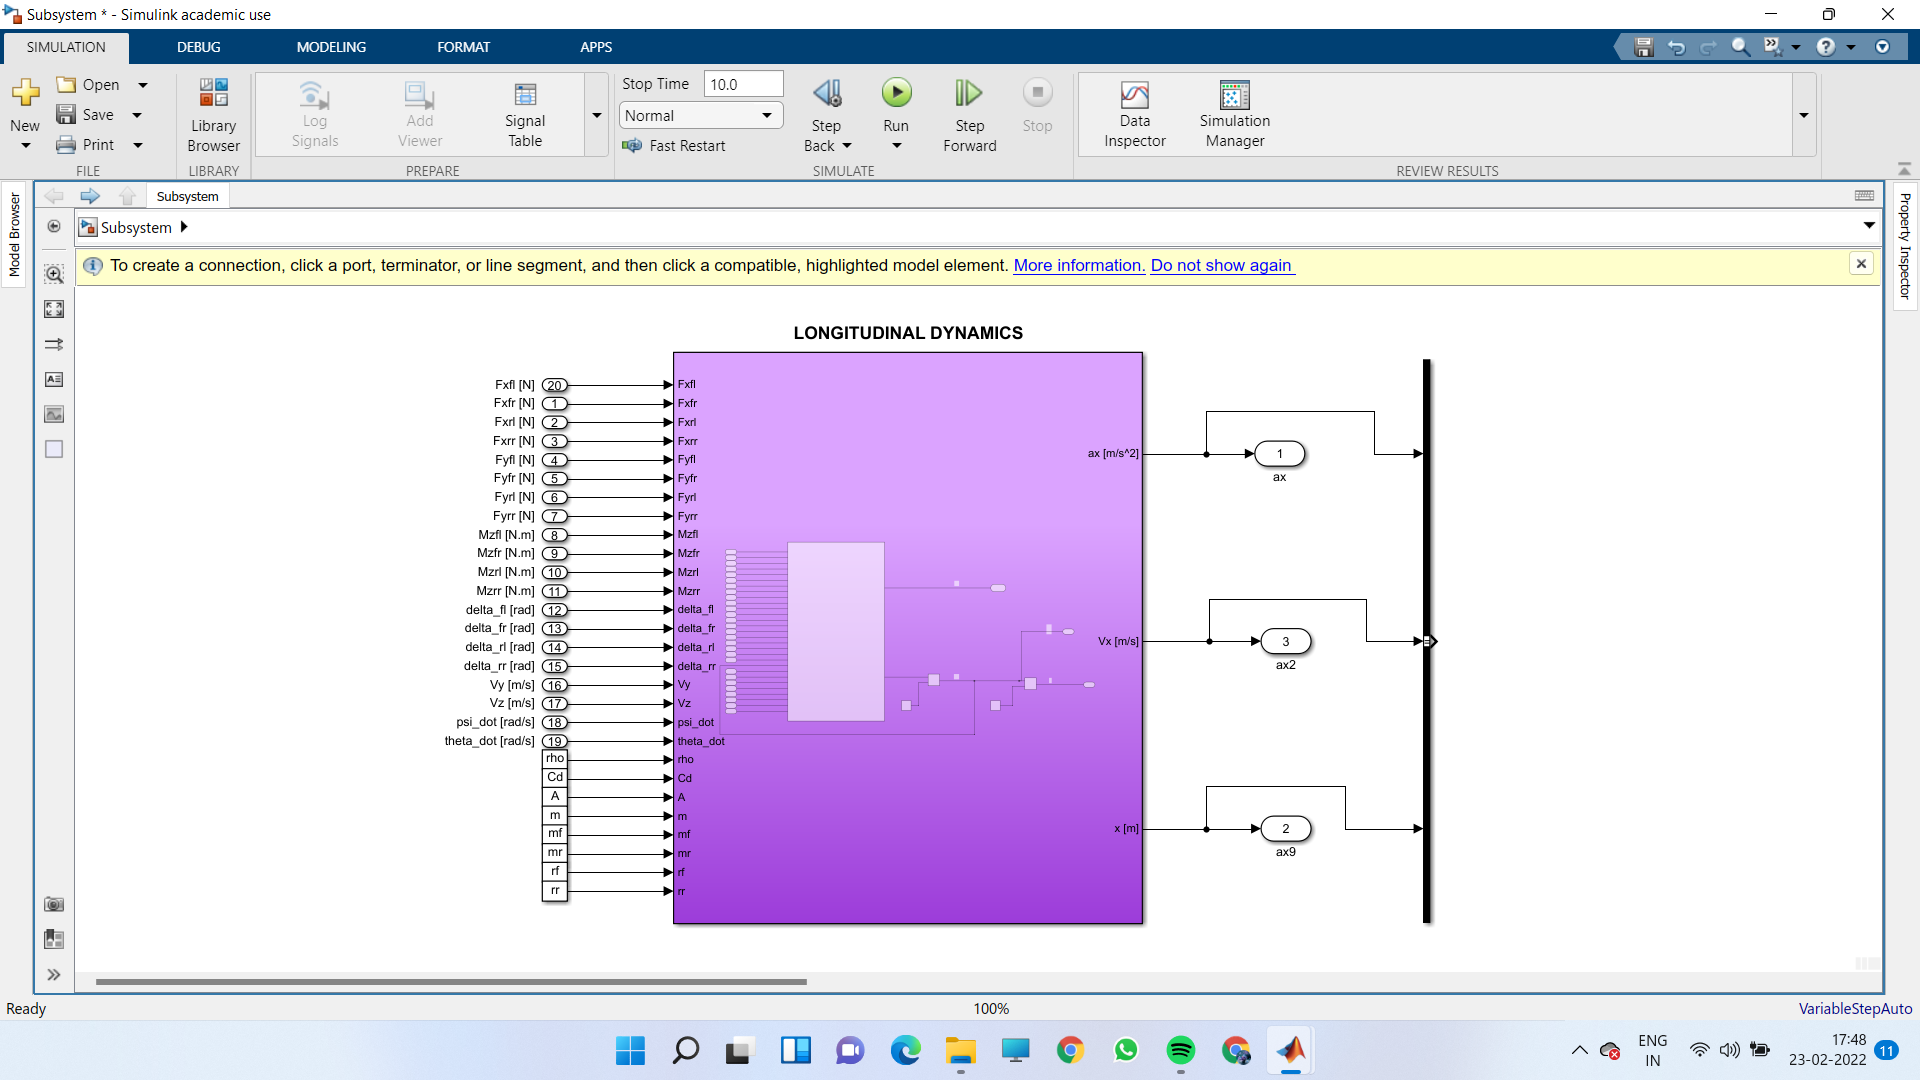 Subsystem * - Simulink academic use
SIMULATION DEBUG MODELING FORMAT APPS
New
Open
Save
Print
FILE
Library Browser
LIBRARY
Log Signals
Add Viewer
Signal Table
PREPARE
Stop Time 10.0
Normal
Fast Restart
Step Back
Run
Step Forward
Stop
SIMULATE
Data Inspector
Simulation Manager
REVIEW RESULTS
Model Browser
Property Inspector
Subsystem
Subsystem
To create a connection, click a port, terminator, or line segment, and then click a compatible, highlighted model element. More information. Do not show again
LONGITUDINAL DYNAMICS
Fxfl [N] 20 Fxfl
Fxfr [N] 1 Fxfr
Fxrl [N] 2 Fxrl
Fxrr [N] 3 Fxrr
Fyfl [N] 4 Fyfl
Fyfr [N] 5 Fyfr
Fyrl [N] 6 Fyrl
Fyrr [N] 7 Fyrr
Mzfl [N.m] 8 Mzfl
Mzfr [N.m] 9 Mzfr
Mzrl [N.m] 10 Mzrl
Mzrr [N.m] 11 Mzrr
delta_fl [rad] 12 delta_fl
delta_fr [rad] 13 delta_fr
delta_rl [rad] 14 delta_rl
delta_rr [rad] 15 delta_rr
Vy [m/s] 16 Vy
Vz [m/s] 17 Vz
psi_dot [rad/s] 18 psi_dot
theta_dot [rad/s] 19 theta_dot
rho rho
Cd Cd
A A
m m
mf mf
mr mr
rf rf
rr rr
ax [m/s^2] 1
ax
Vx [m/s] 3
ax2
x [m] 2
ax9
Ready 100% VariableStepAuto
ENG
IN
17:48
23-02-2022
11